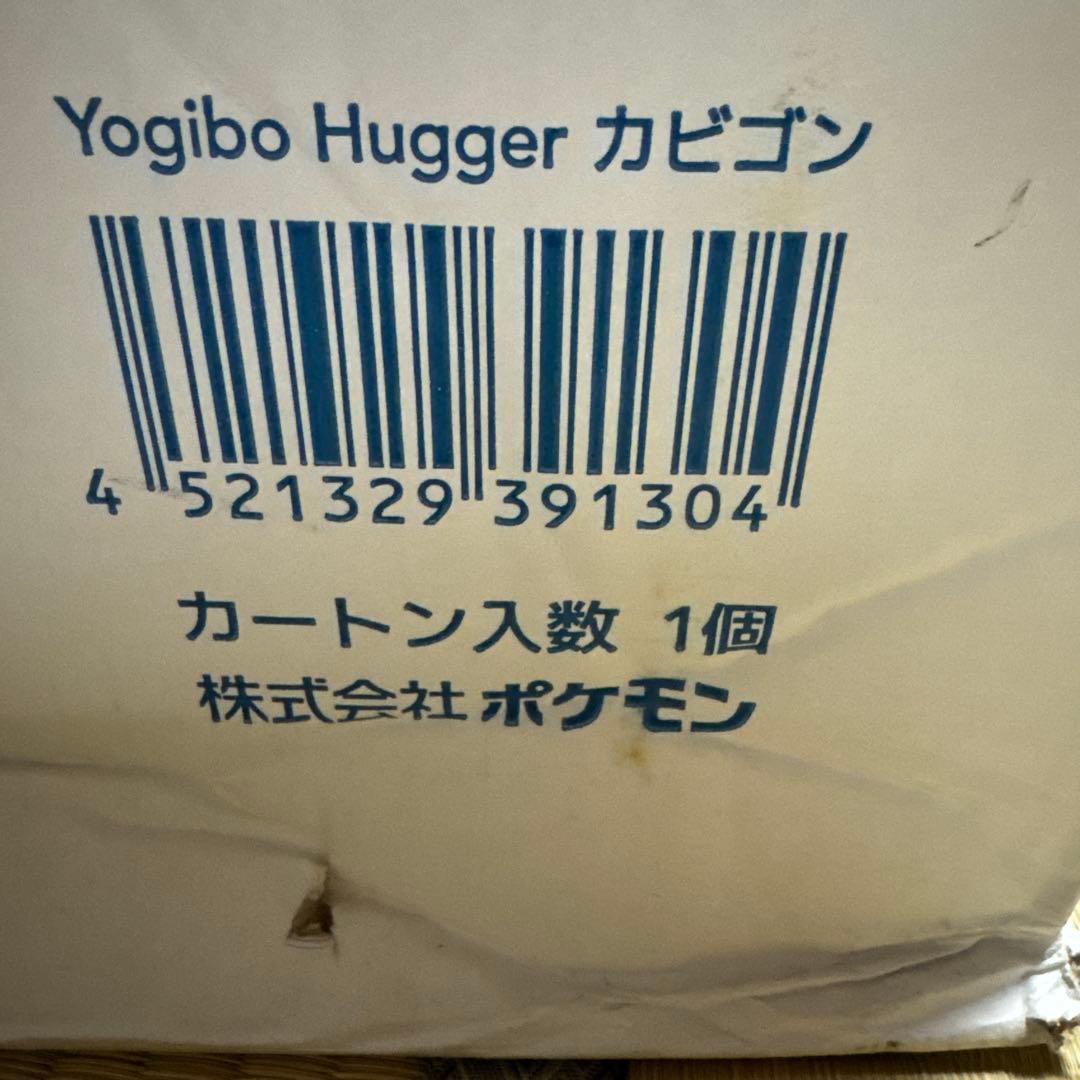 Yogibo Hugger カビゴン
4 521329 391304
カートン入数 1個
株式会社ポケモン